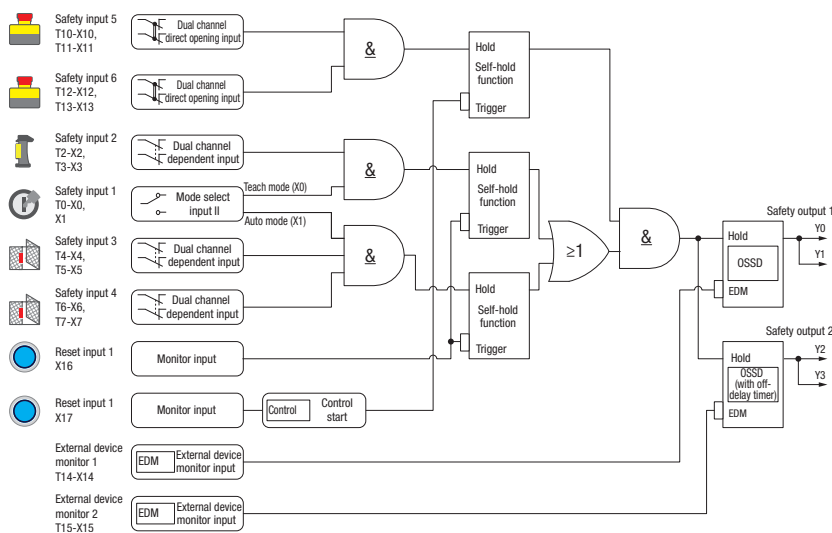 Safety input 5
T10-X10,
T11-X11
Dual channel
direct opening input
&
Hold
Self-hold
function
Trigger
Safety input 6
T12-X12,
T13-X13
Dual channel
direct opening input
Safety input 2
T2-X2,
T3-X3
Dual channel
dependent input
&
Hold
Self-hold
function
Trigger
Safety input 1
T0-X0,
X1
Mode select
input II
Teach mode (X0)
Auto mode (X1)
Safety input 3
T4-X4,
T5-X5
Dual channel
dependent input
&
≥1
&
Safety input 4
T6-X6,
T7-X7
Dual channel
dependent input
Hold
Self-hold
function
Trigger
Safety output 1
Hold
OSSD
EDM
Y0
Y1
Reset input 1
X16
Monitor input
Safety output 2
Hold
OSSD
(with off-
delay timer)
EDM
Y2
Y3
Reset input 1
X17
Monitor input
Control
Control
start
External device
monitor 1
T14-X14
EDM
External device
monitor input
External device
monitor 2
T15-X15
EDM
External device
monitor input